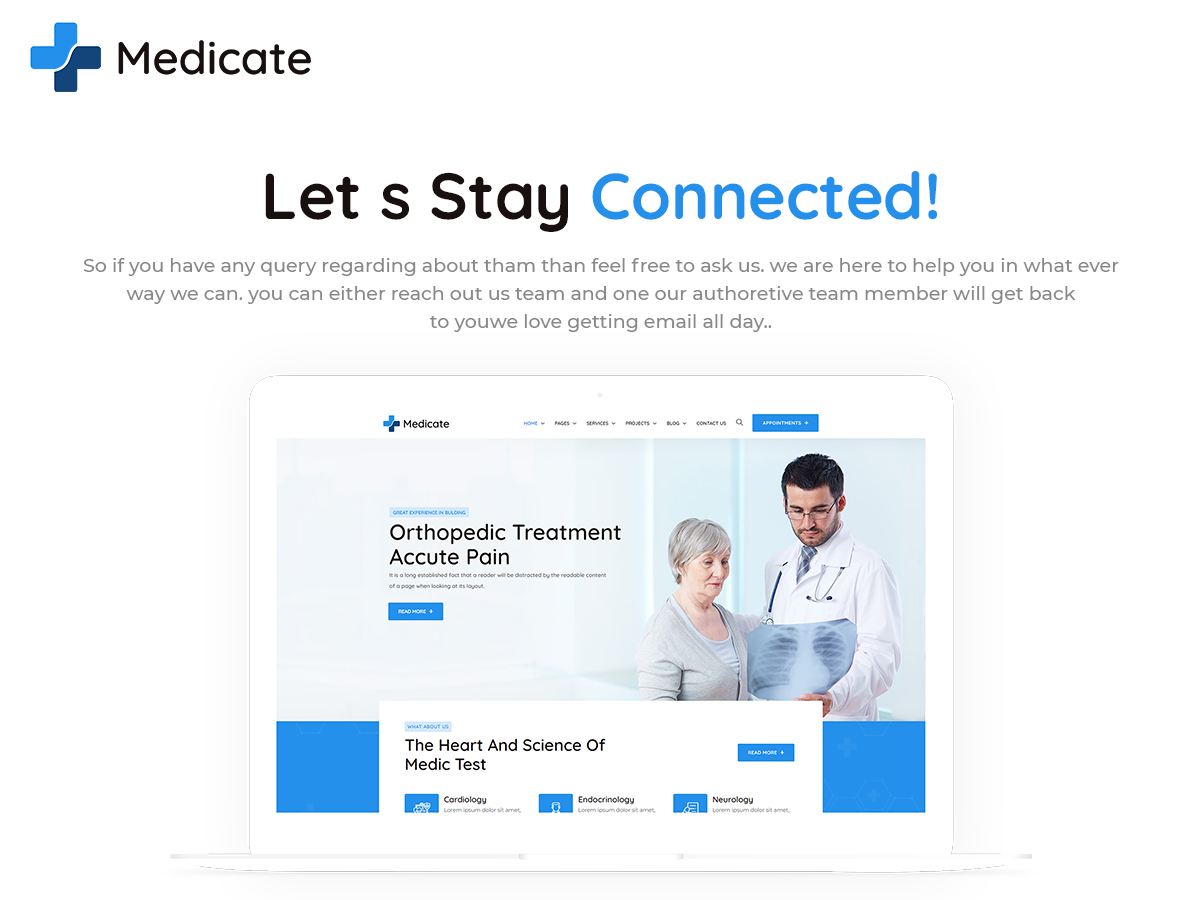 Medicate
Let s Stay Connected!
So if you have any query regarding about tham than feel free to ask us. we are here to help you in what ever
way we can. you can either reach out us team and one our authoretive team member will get back
to youwe love getting email all day..
Medicate
HOME PAGES SERVICES PROJECTS BLOG CONTACT US APPOINTMENTS +
GREAT EXPERIENCE IN BULDING
Orthopedic Treatment
Accute Pain
It is a long established fact that a reader will be distracted by the readable content
of a page when looking at its layout.
READ MORE +
WHAT ABOUT US
The Heart And Science Of
Medic Test
READ MORE +
Cardiology Endocrinology Neurology
Lorem ipsum dolor sit amet, Lorem ipsum dolor sit amet, Lorem ipsum dolor sit amet,